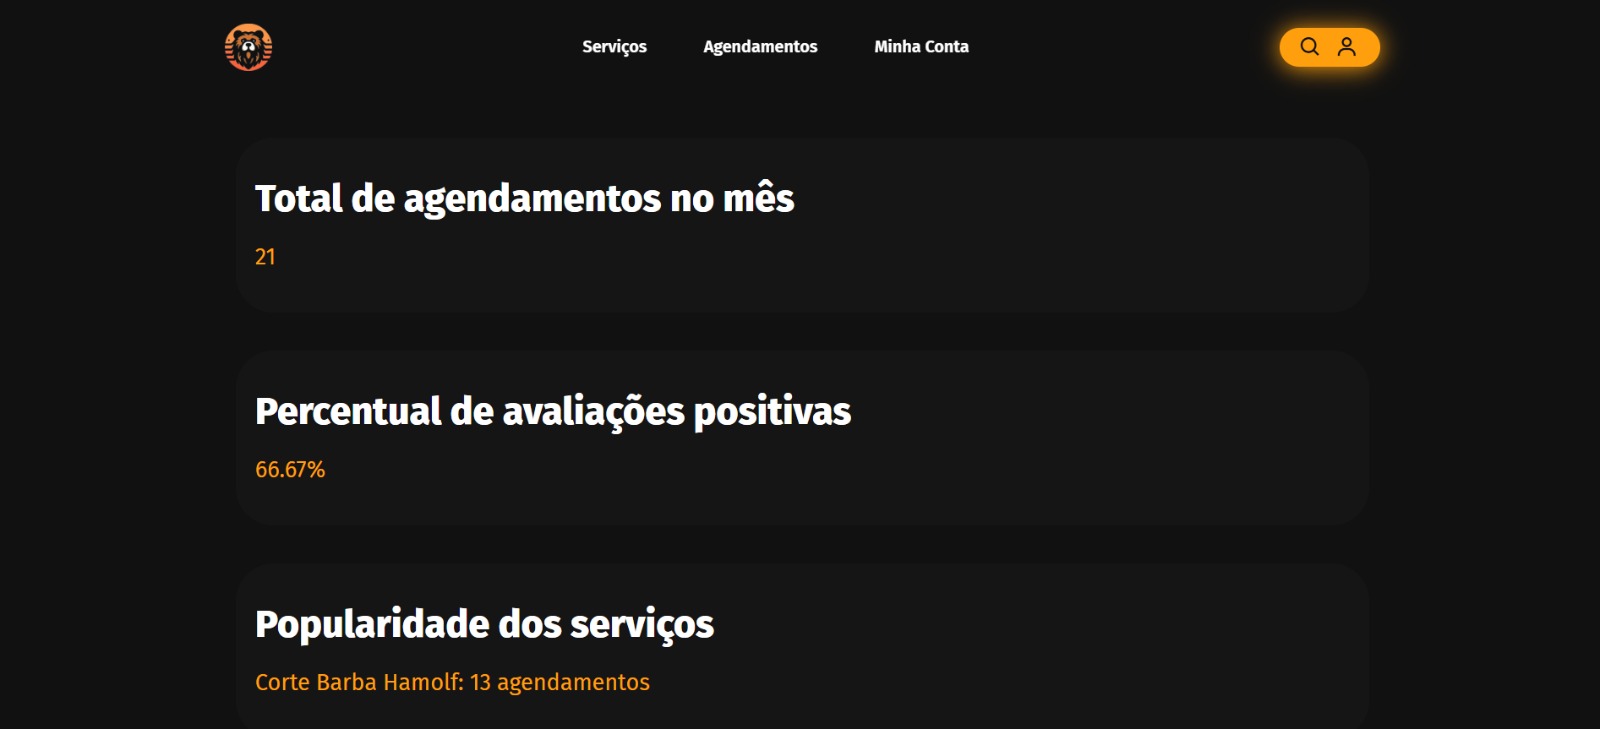 Serviços Agendamentos Minha Conta
Total de agendamentos no mês
21
Percentual de avaliações positivas
66.67%
Popularidade dos serviços
Corte Barba Hamolf: 13 agendamentos